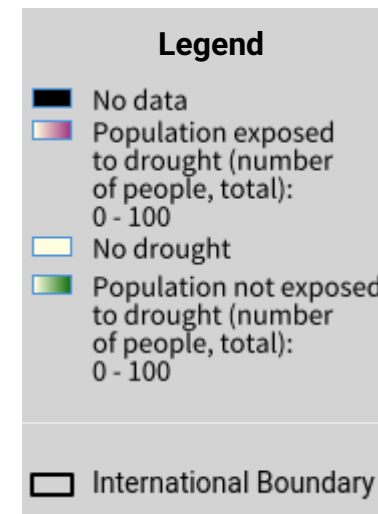 Legend
No data
Population exposed
to drought (number
of people, total):
0 - 100
No drought
Population not exposed
to drought (number
of people, total):
0 - 100
International Boundary